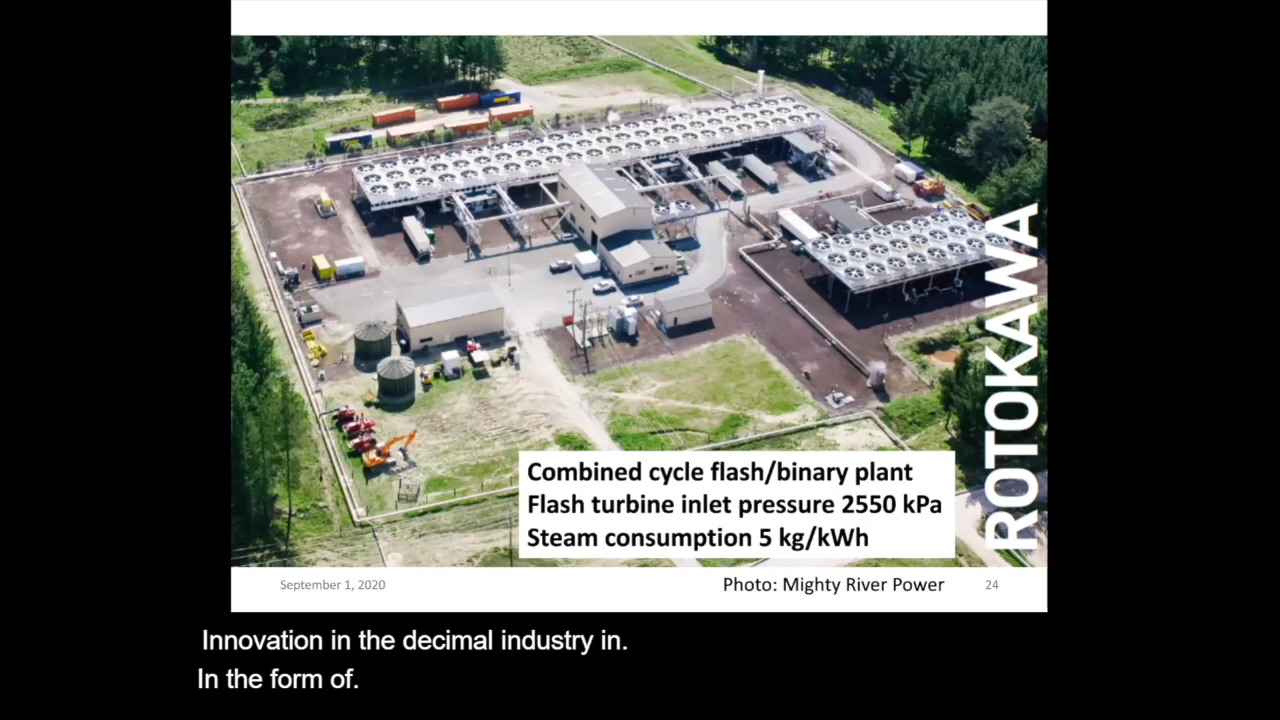 ROTOKAWA
Combined cycle flash/binary plant
Flash turbine inlet pressure 2550 kPa
Steam consumption 5 kg/kWh
September 1, 2020
Photo: Mighty River Power
24
Innovation in the decimal industry in.
In the form of.